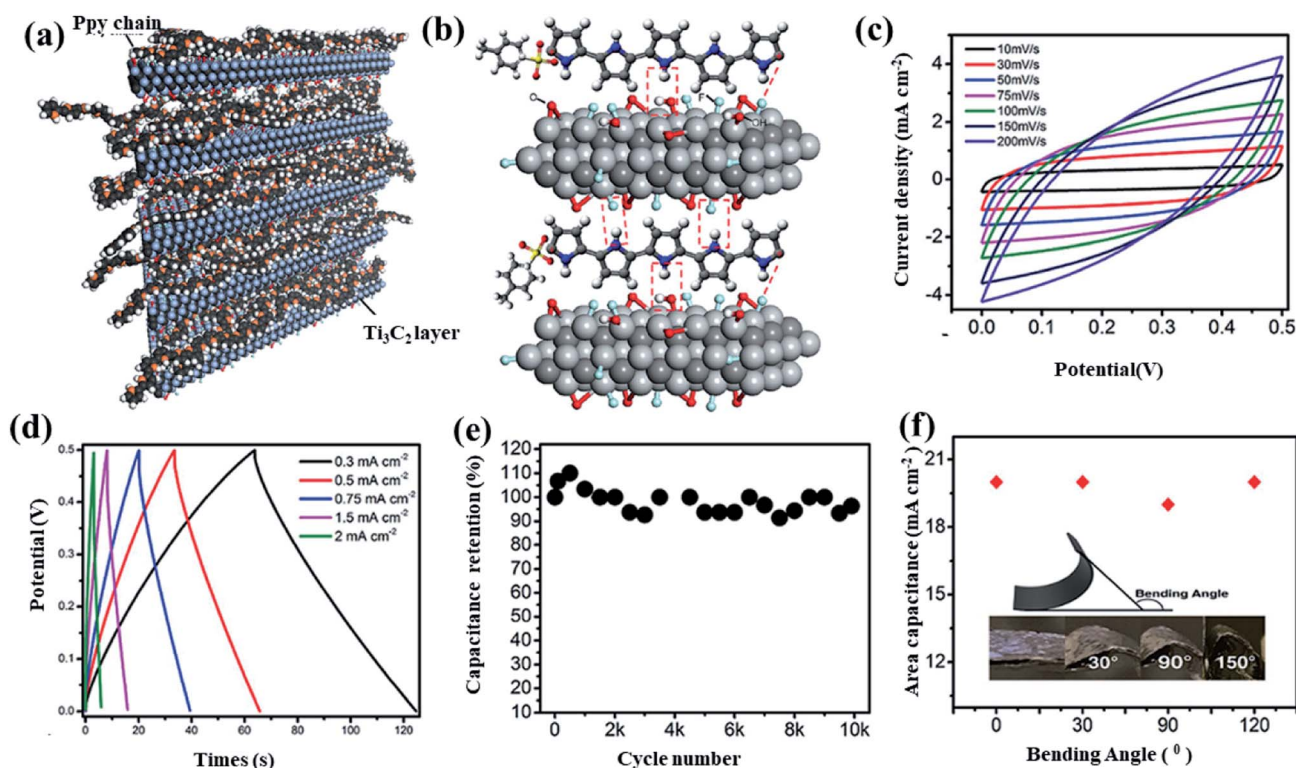 (a)
Ppy chain
Ti₃C₂ layer
(b)
F
OH
(c)
10mV/s
30mV/s
50mV/s
75mV/s
100mV/s
150mV/s
200mV/s
Current density (mA cm⁻²)
4
2
0
-2
-4
-
0.0 0.1 0.2 0.3 0.4 0.5
Potential(V)
(d)
0.3 mA cm⁻²
0.5 mA cm⁻²
0.75 mA cm⁻²
1.5 mA cm⁻²
2 mA cm⁻²
Potential (V)
0.5
0.4
0.3
0.2
0.1
0.0
0 20 40 60 80 100 120
Times (s)
(e)
Capacitance retention (%)
120
110
100
90
80
70
60
50
40
30
20
10
0 2k 4k 6k 8k 10k
Cycle number
(f)
Area capacitance (mA cm⁻²)
21
18
15
12
Bending Angle
30° 90° 150°
0 30 90 120
Bending Angle ( ⁰ )